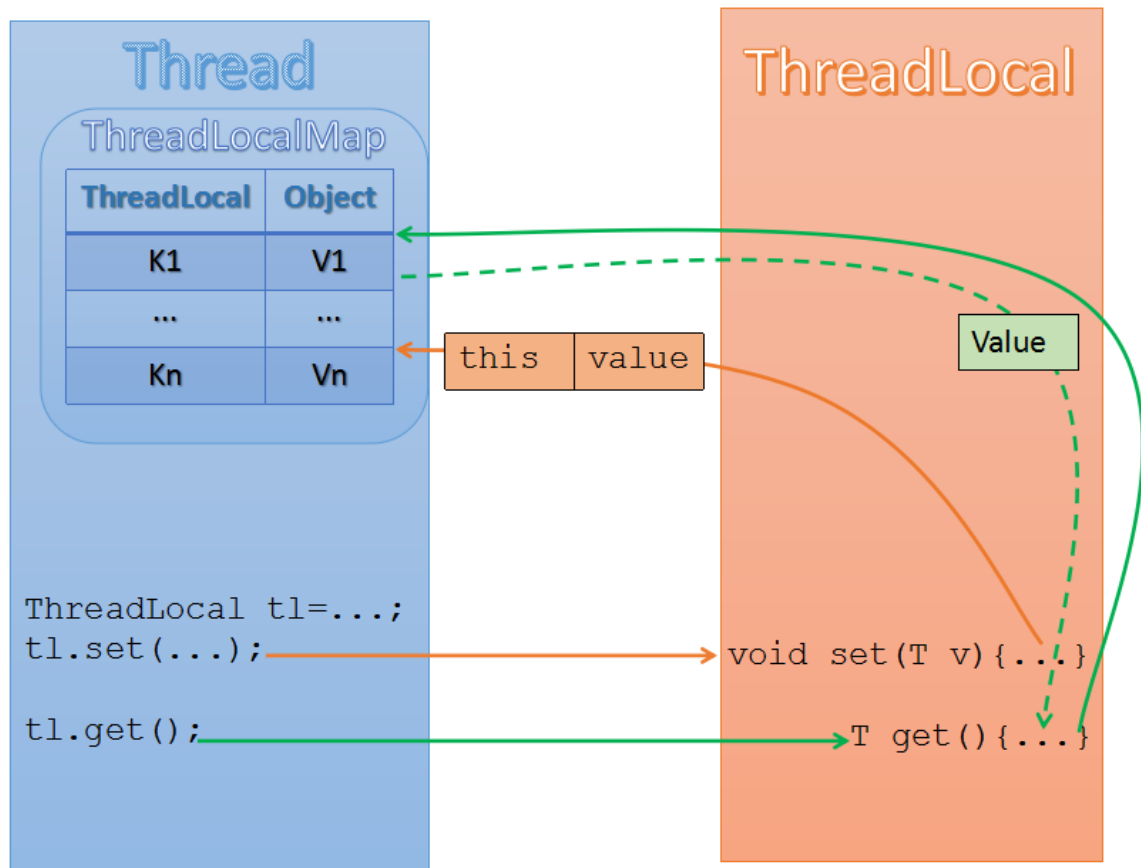 Thread
ThreadLocalMap
ThreadLocal Object
K1 V1
... ...
Kn Vn
ThreadLocal tl=...;
tl.set(...);
tl.get();
this value
ThreadLocal
Value
void set(T v){...}
T get(){...}